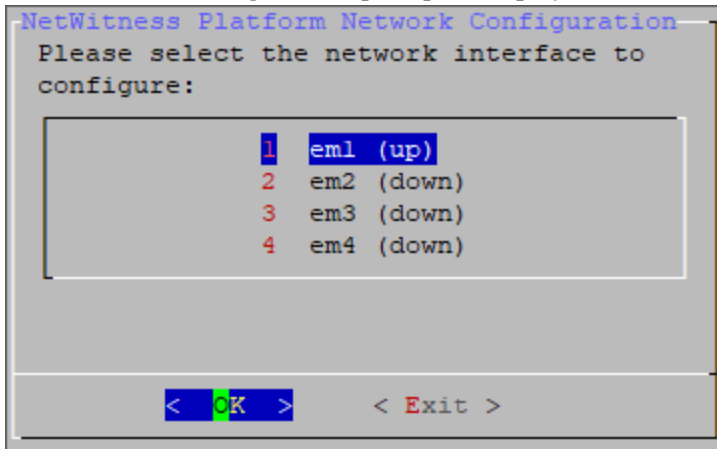 NetWitness Platform Network Configuration
Please select the network interface to
configure:
1 em1 (up)
2 em2 (down)
3 em3 (down)
4 em4 (down)
< OK > < Exit >